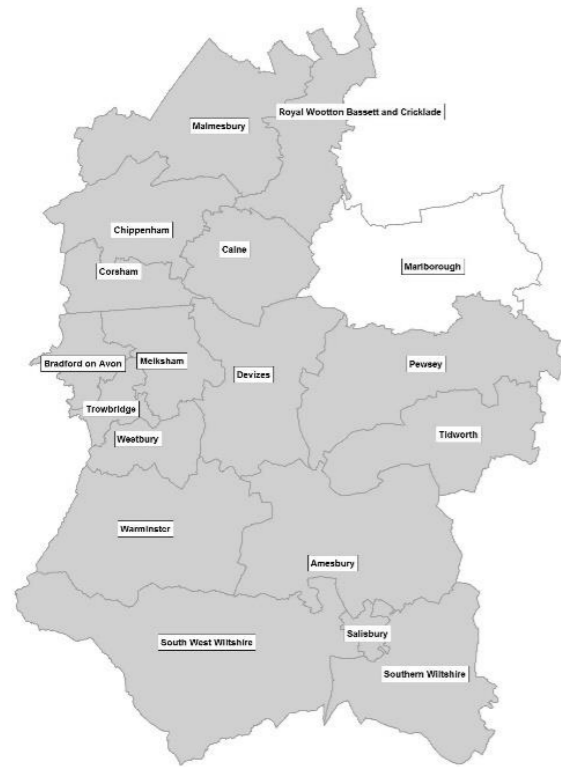 Royal Wootton Bassett and Cricklade
Malmesbury
Chippenham
Calne
Corsham
Marlborough
Bradford on Avon
Melksham
Devizes
Pewsey
Trowbridge
Westbury
Tidworth
Warminster
Amesbury
Salisbury
South West Wiltshire
Southern Wiltshire